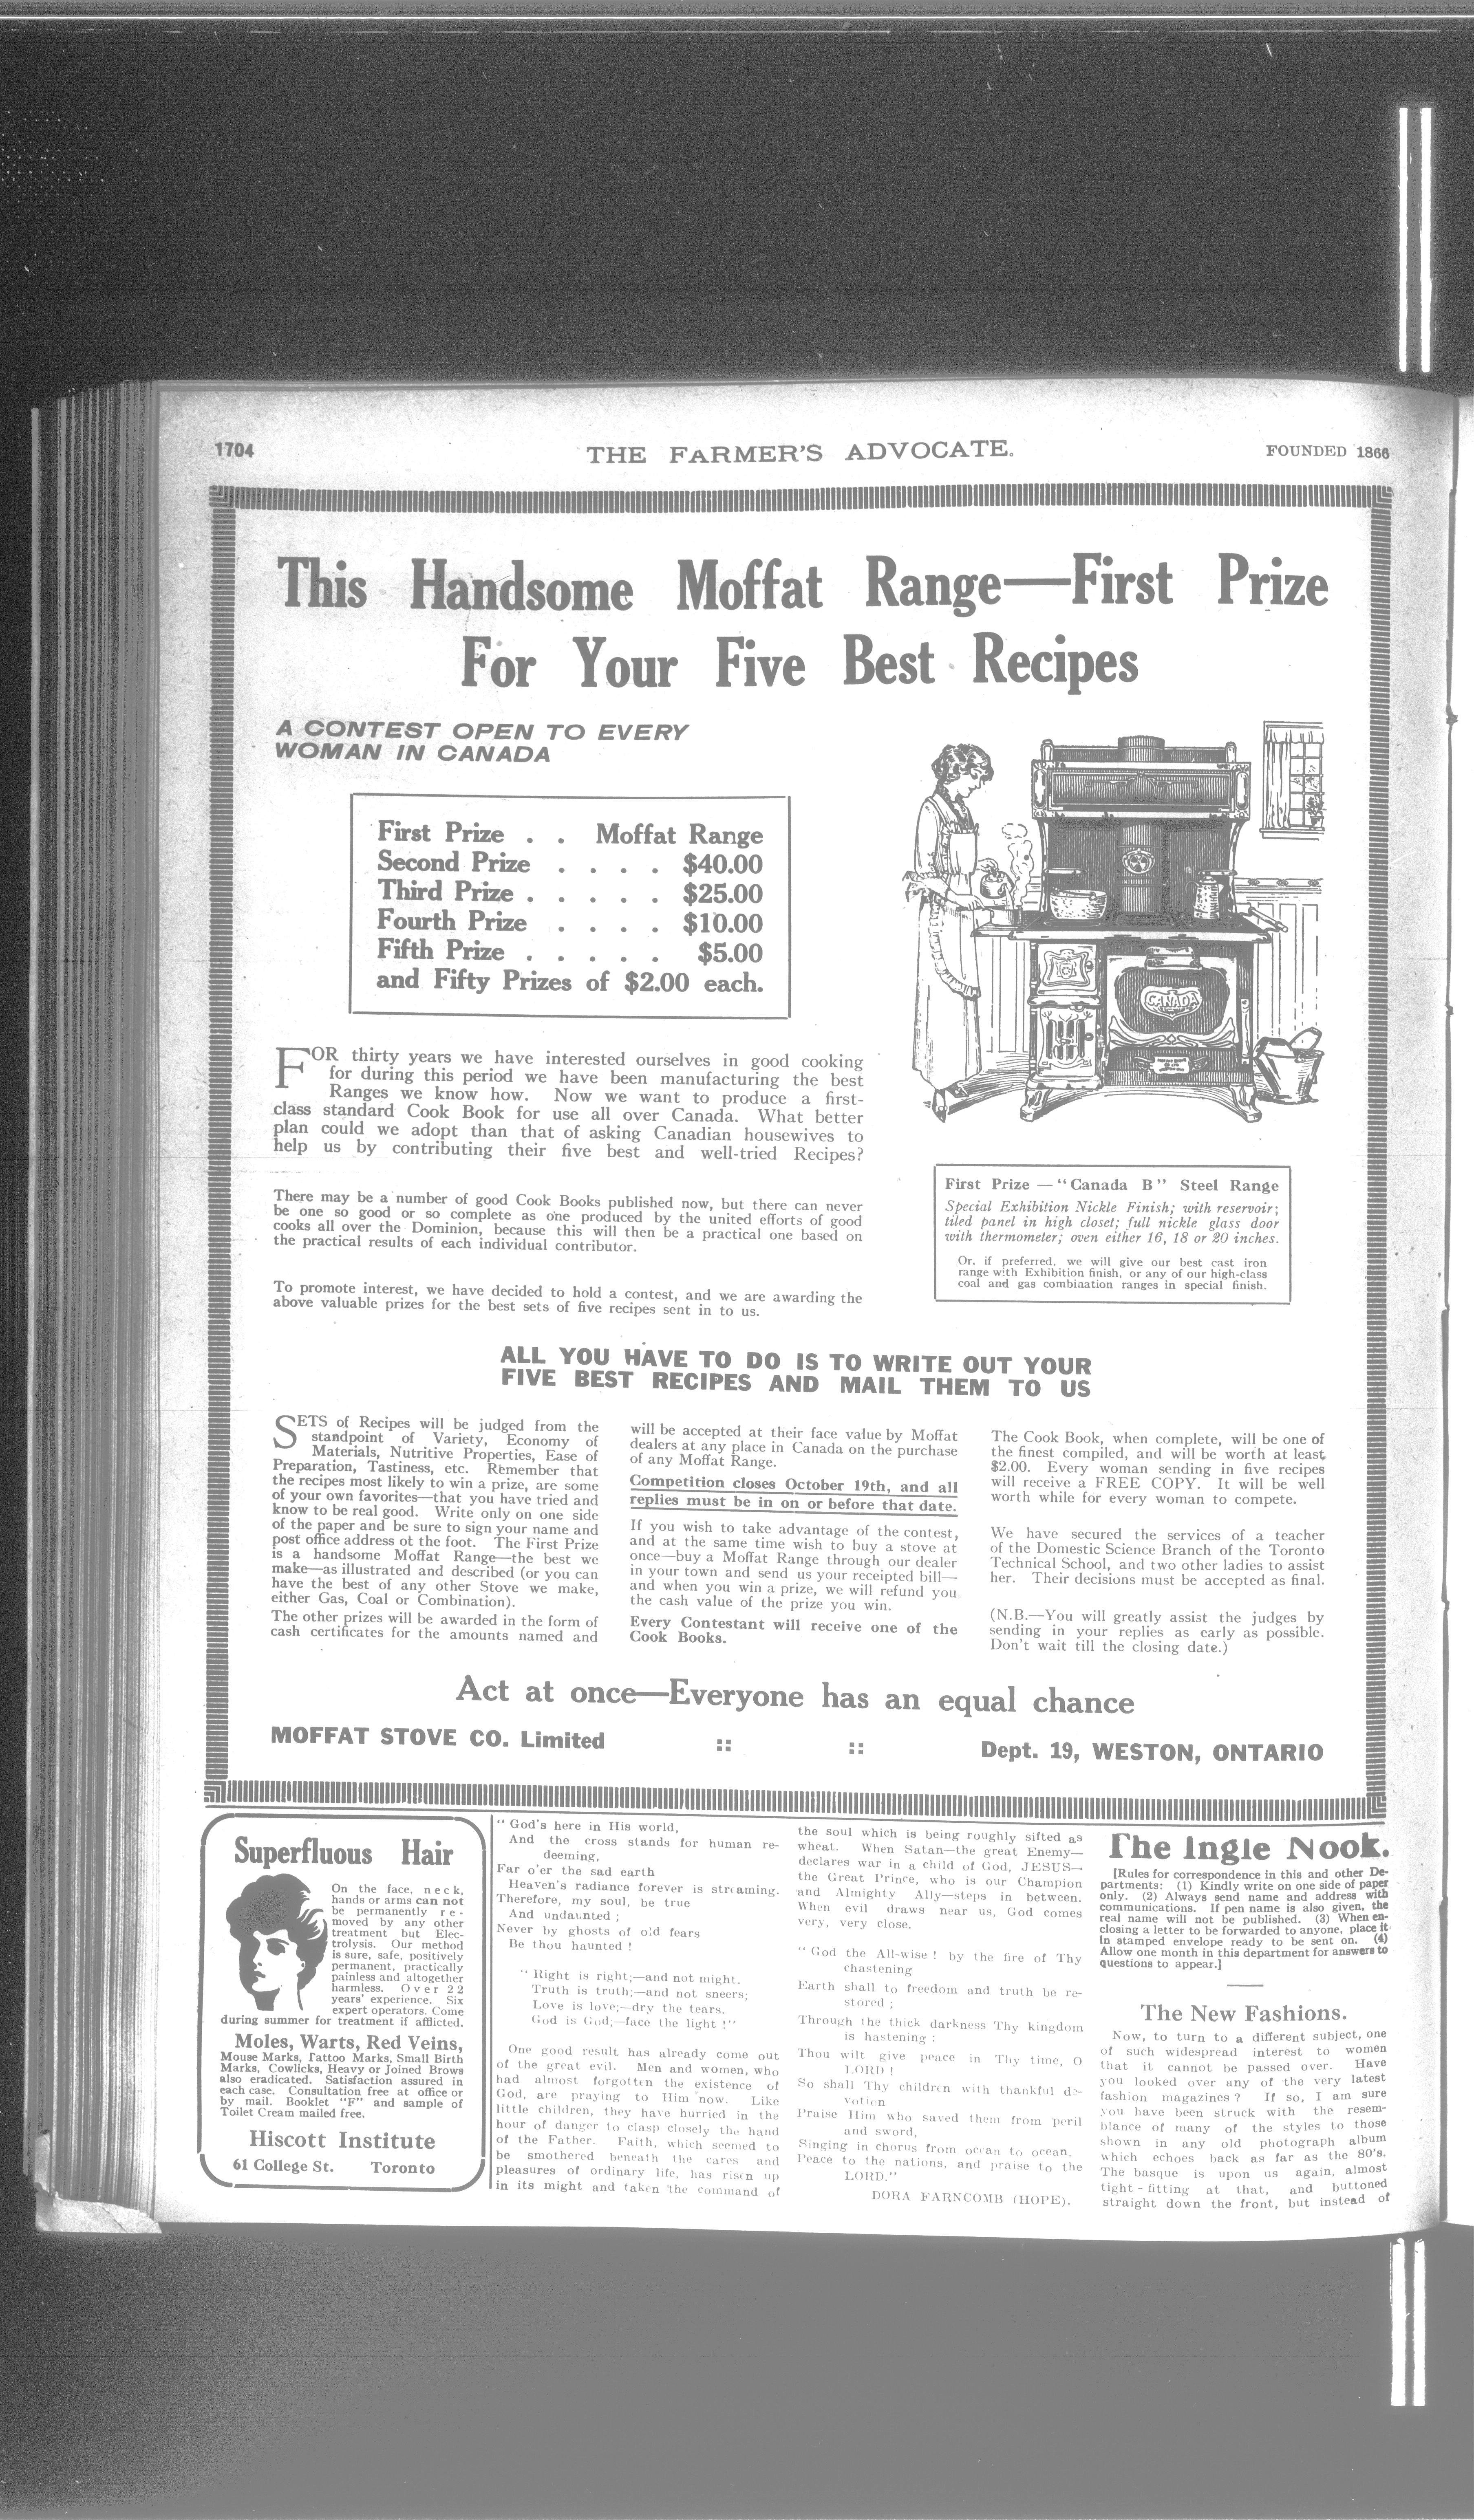 1704
THE FARMER'S ADVOCATE.
FOUNDED 1866
This Handsome Moffat Range—First Prize
For Your Five Best Recipes
A CONTEST OPEN TO EVERY
WOMAN IN CANADA
First Prize . . Moffat Range
Second Prize . . . . $40.00
Third Prize . . . . . $25.00
Fourth Prize . . . . $10.00
Fifth Prize . . . . . $5.00
and Fifty Prizes of $2.00 each.
FOR thirty years we have interested ourselves in good cooking
for during this period we have been manufacturing the best
Ranges we know how. Now we want to produce a first-
class standard Cook Book for use all over Canada. What better
plan could we adopt than that of asking Canadian housewives to
help us by contributing their five best and well-tried Recipes?
There may be a number of good Cook Books published now, but there can never
be one so good or so complete as one produced by the united efforts of good
cooks all over the Dominion, because this will then be a practical one based on
the practical results of each individual contributor.
To promote interest, we have decided to hold a contest, and we are awarding the
above valuable prizes for the best sets of five recipes sent in to us.
CANADA
First Prize — "Canada B" Steel Range
Special Exhibition Nickle Finish; with reservoir;
tiled panel in high closet; full nickle glass door
with thermometer; oven either 16, 18 or 20 inches.
Or, if preferred, we will give our best cast iron
range with Exhibition finish, or any of our high-class
coal and gas combination ranges in special finish.
ALL YOU HAVE TO DO IS TO WRITE OUT YOUR
FIVE BEST RECIPES AND MAIL THEM TO US
SETS of Recipes will be judged from the
standpoint of Variety, Economy of
Materials, Nutritive Properties, Ease of
Preparation, Tastiness, etc. Remember that
the recipes most likely to win a prize, are some
of your own favorites—that you have tried and
know to be real good. Write only on one side
of the paper and be sure to sign your name and
post office address ot the foot. The First Prize
is a handsome Moffat Range—the best we
make—as illustrated and described (or you can
have the best of any other Stove we make,
either Gas, Coal or Combination).
The other prizes will be awarded in the form of
cash certificates for the amounts named and
will be accepted at their face value by Moffat
dealers at any place in Canada on the purchase
of any Moffat Range.
Competition closes October 19th, and all
replies must be in on or before that date.
If you wish to take advantage of the contest,
and at the same time wish to buy a stove at
once—buy a Moffat Range through our dealer
in your town and send us your receipted bill—
and when you win a prize, we will refund you
the cash value of the prize you win.
Every Contestant will receive one of the
Cook Books.
The Cook Book, when complete, will be one of
the finest compiled, and will be worth at least
$2.00. Every woman sending in five recipes
will receive a FREE COPY. It will be well
worth while for every woman to compete.
We have secured the services of a teacher
of the Domestic Science Branch of the Toronto
Technical School, and two other ladies to assist
her. Their decisions must be accepted as final.
(N.B.—You will greatly assist the judges by
sending in your replies as early as possible.
Don't wait till the closing date.)
Act at once—Everyone has an equal chance
MOFFAT STOVE CO. Limited :: :: Dept. 19, WESTON, ONTARIO
Superfluous Hair
On the face, neck,
hands or arms can not
be permanently re-
moved by any other
treatment but Elec-
trolysis. Our method
is sure, safe, positively
permanent, practically
painless and altogether
harmless. Over 22
years' experience. Six
expert operators. Come
during summer for treatment if afflicted.
Moles, Warts, Red Veins,
Mouse Marks, Tattoo Marks, Small Birth
Marks, Cowlicks, Heavy or Joined Brows
also eradicated. Satisfaction assured in
each case. Consultation free at office or
by mail. Booklet "F" and sample of
Toilet Cream mailed free.
Hiscott Institute
61 College St. Toronto
" God's here in His world,
And the cross stands for human re-
deeming,
Far o'er the sad earth
Heaven's radiance forever is streaming.
Therefore, my soul, be true
And undaunted ;
Never by ghosts of old fears
Be thou haunted !
" Right is right;—and not might.
Truth is truth;—and not sneers;
Love is love;—dry the tears.
God is God;—face the light !"
One good result has already come out
of the great evil. Men and women, who
had almost forgotten the existence of
God, are praying to Him now. Like
little children, they have hurried in the
hour of danger to clasp closely the hand
of the Father. Faith, which seemed to
be smothered beneath the cares and
pleasures of ordinary life, has risen up
in its might and taken the command of
the soul which is being roughly sifted as
wheat. When Satan—the great Enemy—
declares war in a child of God, JESUS—
the Great Prince, who is our Champion
and Almighty Ally—steps in between.
When evil draws near us, God comes
very, very close.
" God the All-wise ! by the fire of Thy
chastening
Earth shall to freedom and truth be re-
stored ;
Through the thick darkness Thy kingdom
is hastening ;
Thou wilt give peace in Thy time, O
LORD !
So shall Thy children with thankful de-
votion
Praise Him who saved them from peril
and sword,
Singing in chorus from ocean to ocean,
Peace to the nations, and praise to the
LORD."
DORA FARNCOMB (HOPE).
The Ingle Nook.
[Rules for correspondence in this and other De-
partments: (1) Kindly write on one side of paper
only. (2) Always send name and address with
communications. If pen name is also given, the
real name will not be published. (3) When en-
closing a letter to be forwarded to anyone, place it
in stamped envelope ready to be sent on. (4)
Allow one month in this department for answers to
questions to appear.]
The New Fashions.
Now, to turn to a different subject, one
of such widespread interest to women
that it cannot be passed over. Have
you looked over any of the very latest
fashion magazines ? If so, I am sure
you have been struck with the resem-
blance of many of the styles to those
shown in any old photograph album
which echoes back as far as the 80's.
The basque is upon us again, almost
tight-fitting at that, and buttoned
straight down the front, but instead of